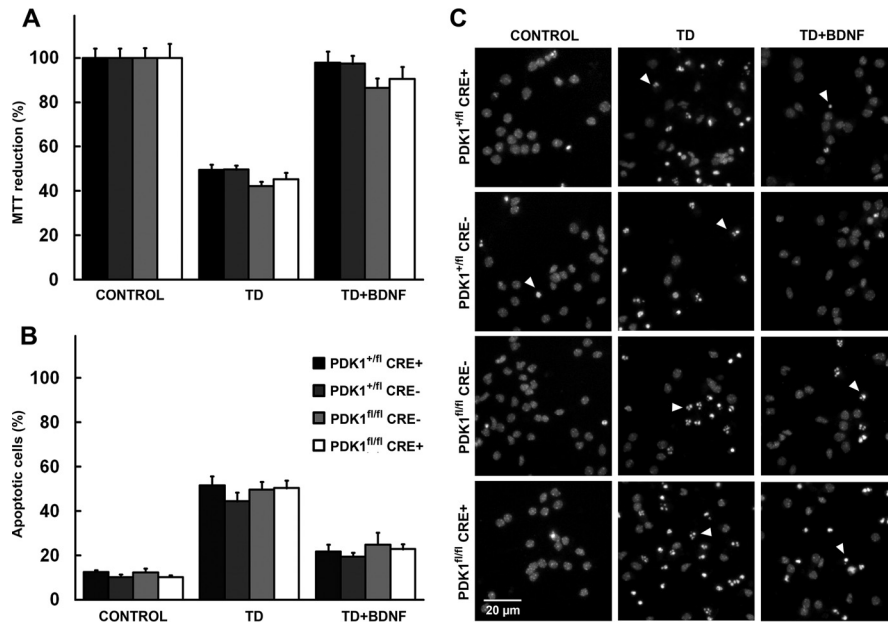 A
MTT reduction (%)
100
80
60
40
20
0
CONTROL TD TD+BDNF
B
Apoptotic cells (%)
100
80
60
40
20
0
PDK1+/fl CRE+
PDK1+/fl CRE-
PDK1fl/fl CRE-
PDK1fl/fl CRE+
CONTROL TD TD+BDNF
C
CONTROL TD TD+BDNF
PDK1+/fl CRE+
PDK1+/fl CRE-
PDK1fl/fl CRE-
PDK1fl/fl CRE+
20 µm